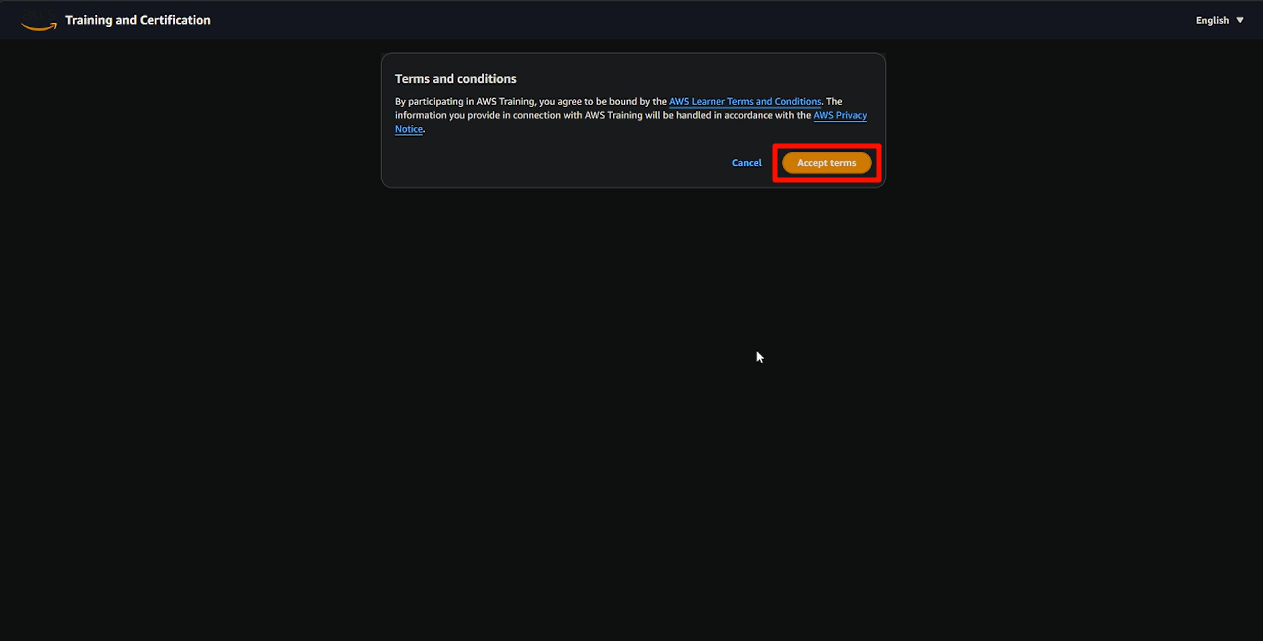 Training and Certification
English
Terms and conditions
By participating in AWS Training, you agree to be bound by the AWS Learner Terms and Conditions. The
information you provide in connection with AWS Training will be handled in accordance with the AWS Privacy
Notice.
Cancel
Accept terms